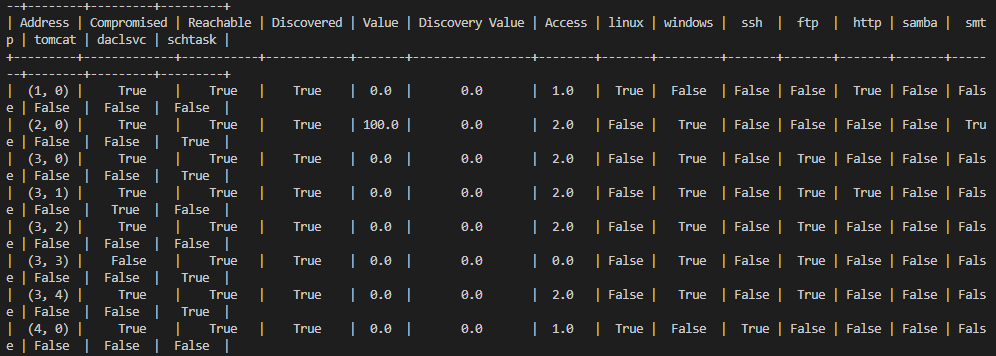 --+--------+---------+---------+
| Address | Compromised | Reachable | Discovered | Value | Discovery Value | Access | linux | windows | ssh | ftp | http | samba | smt
p | tomcat | daclsvc | schtask |
+---------+-------------+-----------+------------+-------+-----------------+--------+-------+---------+-------+-------+-------+-------+-----
--+--------+---------+---------+
| (1, 0) | True | True | True | 0.0 | 0.0 | 1.0 | True | False | False | False | True | False | Fals
e | False | False | False |
| (2, 0) | True | True | True | 100.0 | 0.0 | 2.0 | False | True | False | False | False | False | Tru
e | False | False | True |
| (3, 0) | True | True | True | 0.0 | 0.0 | 2.0 | False | True | False | True | False | False | Fals
e | False | False | True |
| (3, 1) | True | True | True | 0.0 | 0.0 | 2.0 | False | True | False | True | True | False | Fals
e | False | True | False |
| (3, 2) | True | True | True | 0.0 | 0.0 | 2.0 | False | True | False | True | False | False | Fals
e | False | False | False |
| (3, 3) | False | True | True | 0.0 | 0.0 | 0.0 | False | True | False | False | True | False | Fals
e | False | False | True |
| (3, 4) | True | True | True | 0.0 | 0.0 | 2.0 | False | True | False | True | False | False | Fals
e | False | False | True |
| (4, 0) | True | True | True | 0.0 | 0.0 | 1.0 | True | False | True | False | False | False | Fals
e | False | False | False |